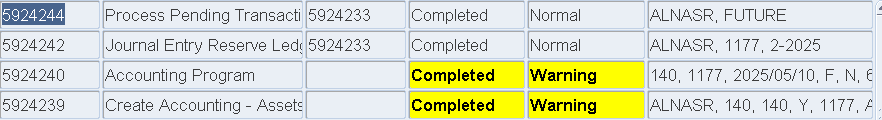 5924244 Process Pending Transacti 5924233 Completed Normal ALNASR, FUTURE
5924242 Journal Entry Reserve Led 5924233 Completed Normal ALNASR, 1177, 2-2025
5924240 Accounting Program Completed Warning 140, 1177, 2025/05/10, F, N, 6
5924239 Create Accounting - Assets Completed Warning ALNASR, 140, 140, Y, 1177, A